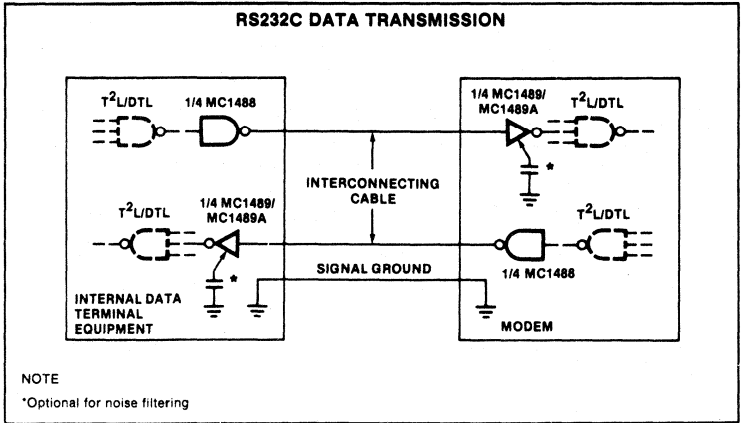 RS232C DATA TRANSMISSION
T²L/DTL
1/4 MC1488
1/4 MC1489/
MC1489A
T²L/DTL
*
INTERCONNECTING
CABLE
T²L/DTL
1/4 MC1489/
MC1489A
*
T²L/DTL
1/4 MC1488
SIGNAL GROUND
INTERNAL DATA
TERMINAL
EQUIPMENT
MODEM
NOTE
*Optional for noise filtering